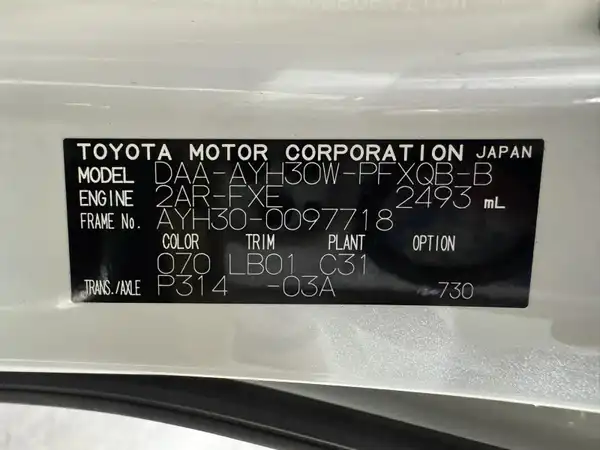 TOYOTA MOTOR CORPORATION JAPAN
MODEL DAA-AYH30W-PFXQB-B
ENGINE 2AR-FXE 2493 mL
FRAME No. AYH30-0097718
COLOR TRIM PLANT OPTION
070 LB01 C31
TRANS./AXLE P314 -03A 730